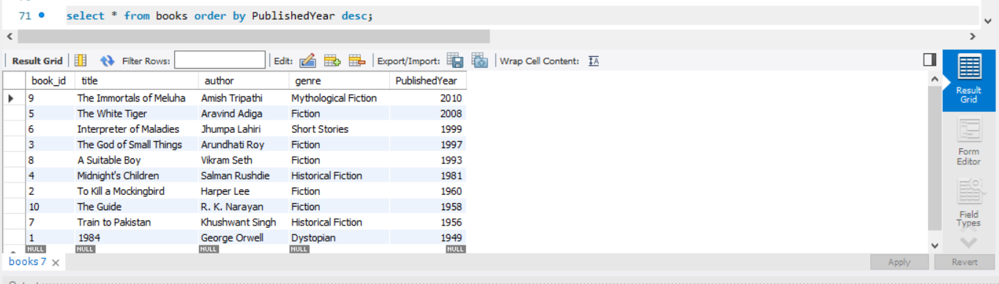 71 select * from books order by PublishedYear desc;
Result Grid Filter Rows: Edit: Export/Import: Wrap Cell Content: IA
book_id title author genre PublishedYear
9 The Immortals of Meluha Amish Tripathi Mythological Fiction 2010
5 The White Tiger Aravind Adiga Fiction 2008
6 Interpreter of Maladies Jhumpa Lahiri Short Stories 1999
3 The God of Small Things Arundhati Roy Fiction 1997
8 A Suitable Boy Vikram Seth Fiction 1993
4 Midnight's Children Salman Rushdie Historical Fiction 1981
2 To Kill a Mockingbird Harper Lee Fiction 1960
10 The Guide R. K. Narayan Fiction 1958
7 Train to Pakistan Khushwant Singh Historical Fiction 1956
1 1984 George Orwell Dystopian 1949
NULL NULL NULL NULL NULL
Result
Grid
Form
Editor
Field
Types
books 7
Apply Revert